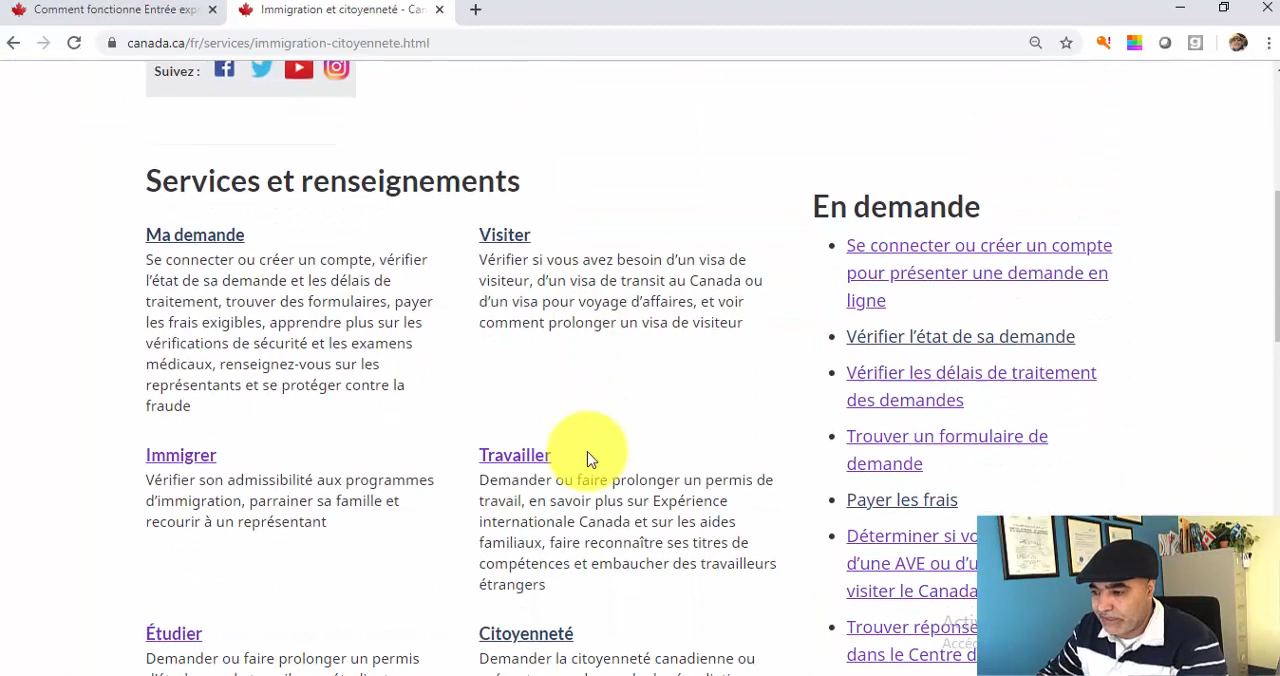 Comment fonctionne Entrée exp
Immigration et citoyenneté - Can
canada.ca/fr/services/immigration-citoyennete.html
Suivez :
Services et renseignements
Ma demande
Se connecter ou créer un compte, vérifier
l’état de sa demande et les délais de
traitement, trouver des formulaires, payer
les frais exigibles, apprendre plus sur les
vérifications de sécurité et les examens
médicaux, renseignez-vous sur les
représentants et se protéger contre la
fraude
Visiter
Vérifier si vous avez besoin d’un visa de
visiteur, d’un visa de transit au Canada ou
d’un visa pour voyage d’affaires, et voir
comment prolonger un visa de visiteur
Immigrer
Vérifier son admissibilité aux programmes
d’immigration, parrainer sa famille et
recourir à un représentant
Travailler
Demander ou faire prolonger un permis de
travail, en savoir plus sur Expérience
internationale Canada et sur les aides
familiaux, faire reconnaître ses titres de
compétences et embaucher des travailleurs
étrangers
Étudier
Demander ou faire prolonger un permis
Citoyenneté
Demander la citoyenneté canadienne ou
En demande
Se connecter ou créer un compte
pour présenter une demande en
ligne
Vérifier l’état de sa demande
Vérifier les délais de traitement
des demandes
Trouver un formulaire de
demande
Payer les frais
Déterminer si vo
d’une AVE ou d’u
visiter le Canada
Trouver réponse
dans le Centre d